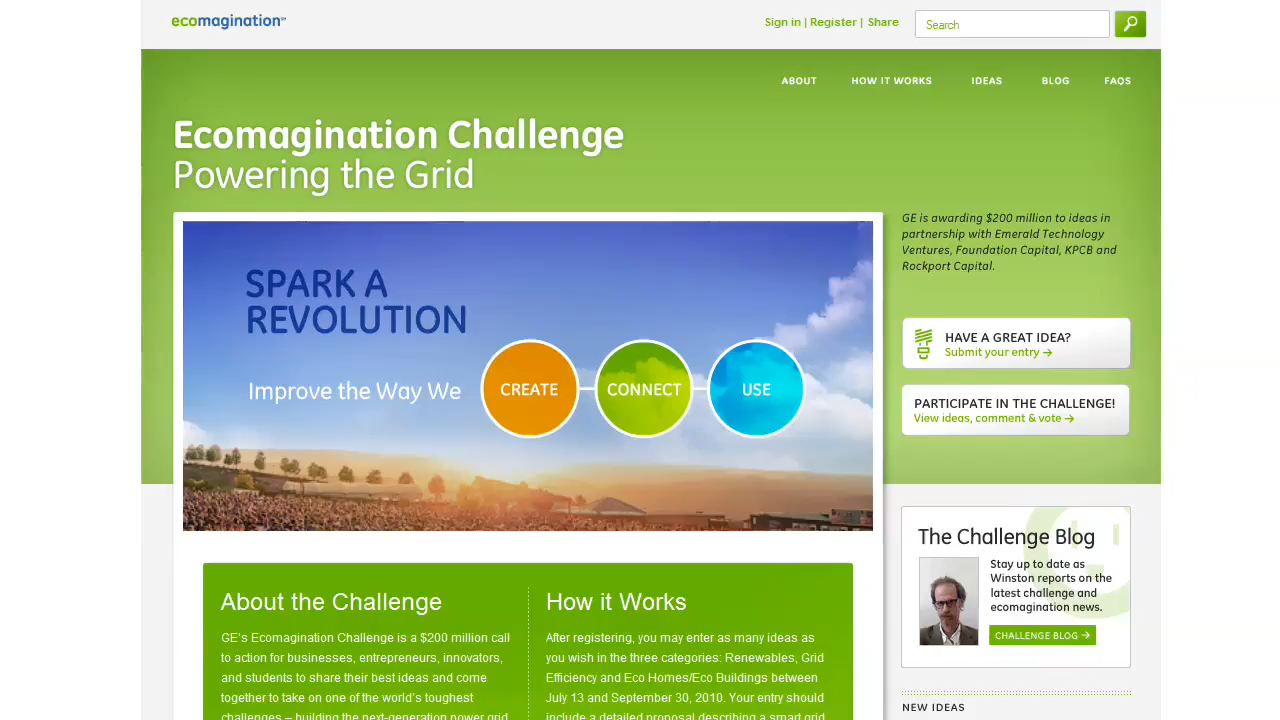 ecomagination℠
Sign in | Register | Share
Search
ABOUT HOW IT WORKS IDEAS BLOG FAQS
Ecomagination Challenge
Powering the Grid
GE is awarding $200 million to ideas in
partnership with Emerald Technology
Ventures, Foundation Capital, KPCB and
Rockport Capital.
SPARK A
REVOLUTION
Improve the Way We
CREATE
CONNECT
USE
HAVE A GREAT IDEA?
Submit your entry →
PARTICIPATE IN THE CHALLENGE!
View ideas, comment & vote →
The Challenge Blog
Stay up to date as
Winston reports on the
latest challenge and
ecomagination news.
CHALLENGE BLOG →
About the Challenge
GE's Ecomagination Challenge is a $200 million call
to action for businesses, entrepreneurs, innovators,
and students to share their best ideas and come
together to take on one of the world's toughest
challenges – building the next-generation power grid
How it Works
After registering, you may enter as many ideas as
you wish in the three categories: Renewables, Grid
Efficiency and Eco Homes/Eco Buildings between
July 13 and September 30, 2010. Your entry should
include a detailed proposal describing a smart grid
NEW IDEAS